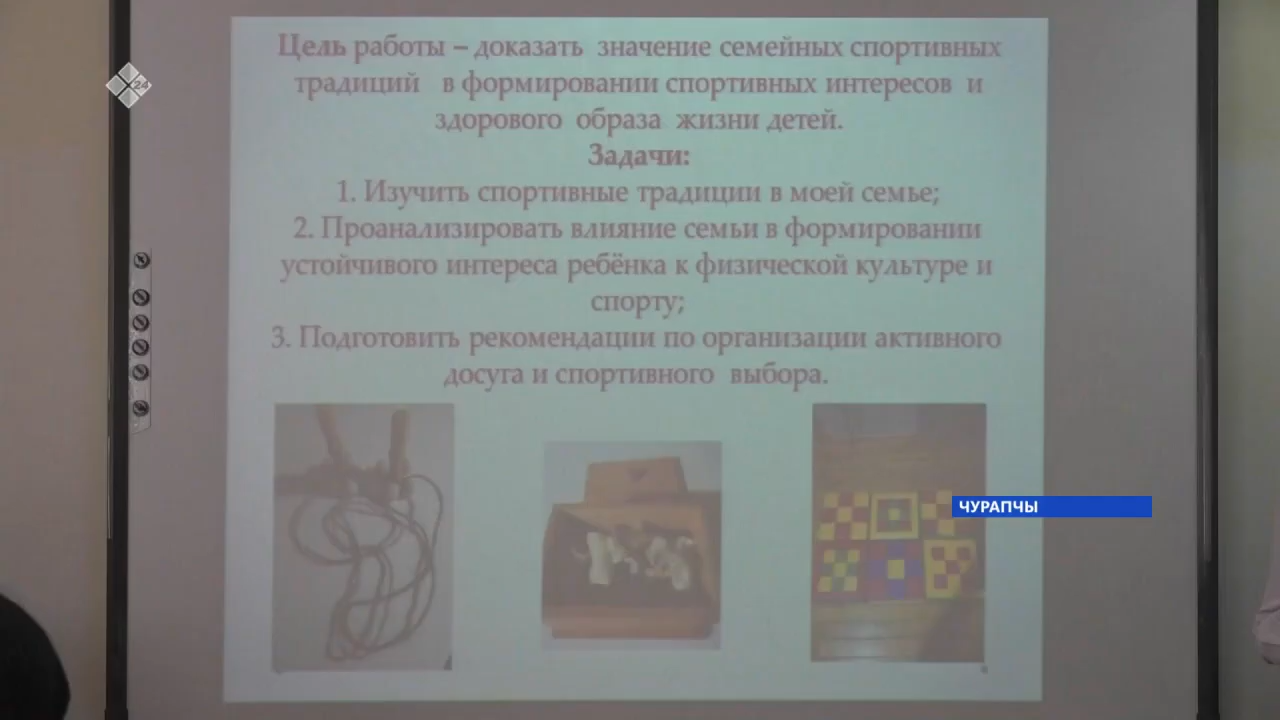 Цель работы – доказать значение семейных спортивных
традиций в формировании спортивных интересов и
здорового образа жизни детей.
Задачи:
1. Изучить спортивные традиции в моей семье;
2. Проанализировать влияние семьи в формировании
устойчивого интереса ребёнка к физической культуре и
спорту;
3. Подготовить рекомендации по организации активного
досуга и спортивного выбора.
24
ЧУРАПЧЫ